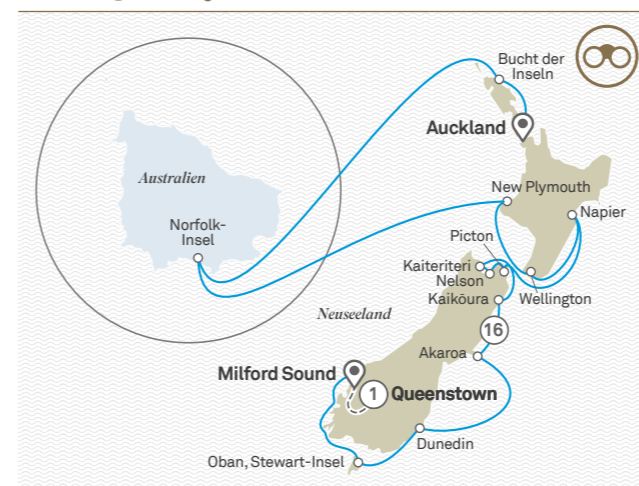 Bucht der
Inseln
Auckland
Australien
New Plymouth
Norfolk-
Insel
Napier
Picton
Kaiteriteri
Nelson
Wellington
Kaikōura
Neuseeland
16
Akaroa
Milford Sound
1
Queenstown
Dunedin
Oban, Stewart-Insel